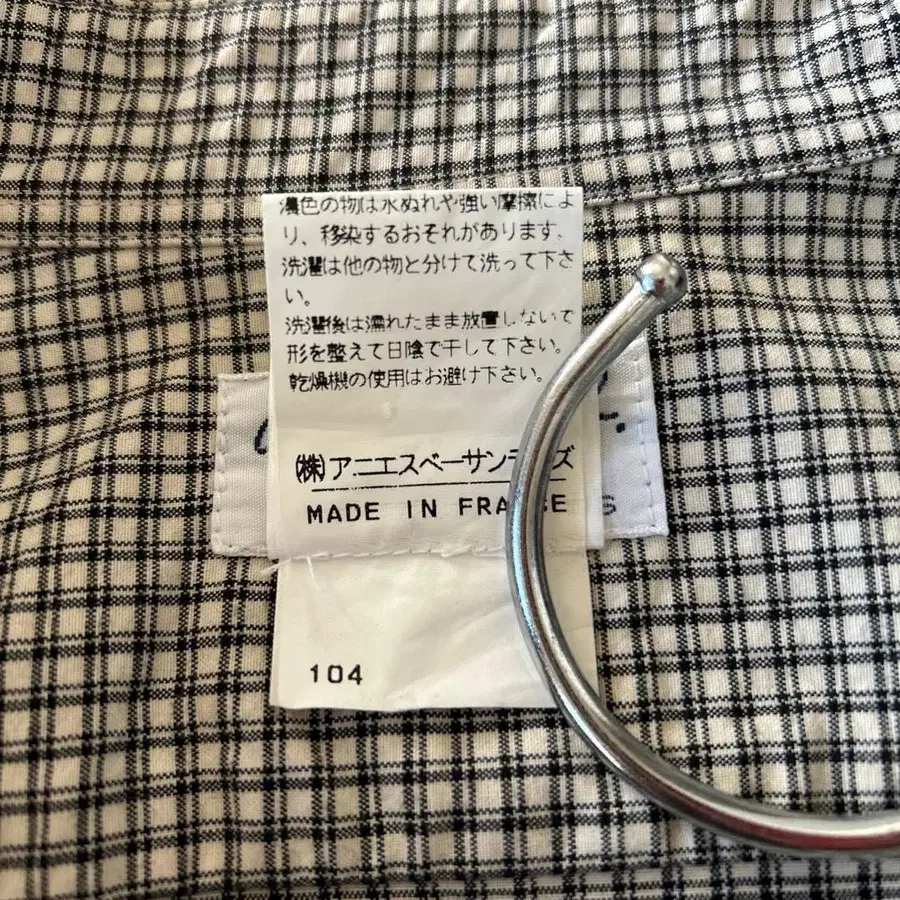 濃色の物は水ぬれや強い摩擦によ
り、移染するおそれがあります。
洗濯は他の物と分けて洗って下さ
い。
洗濯後は濡れたまま放置しないで
形を整えて日陰で干して下さい。
乾燥機の使用はお避け下さい。
(株)アニエスベーサンライズ
MADE IN FRANCE
104